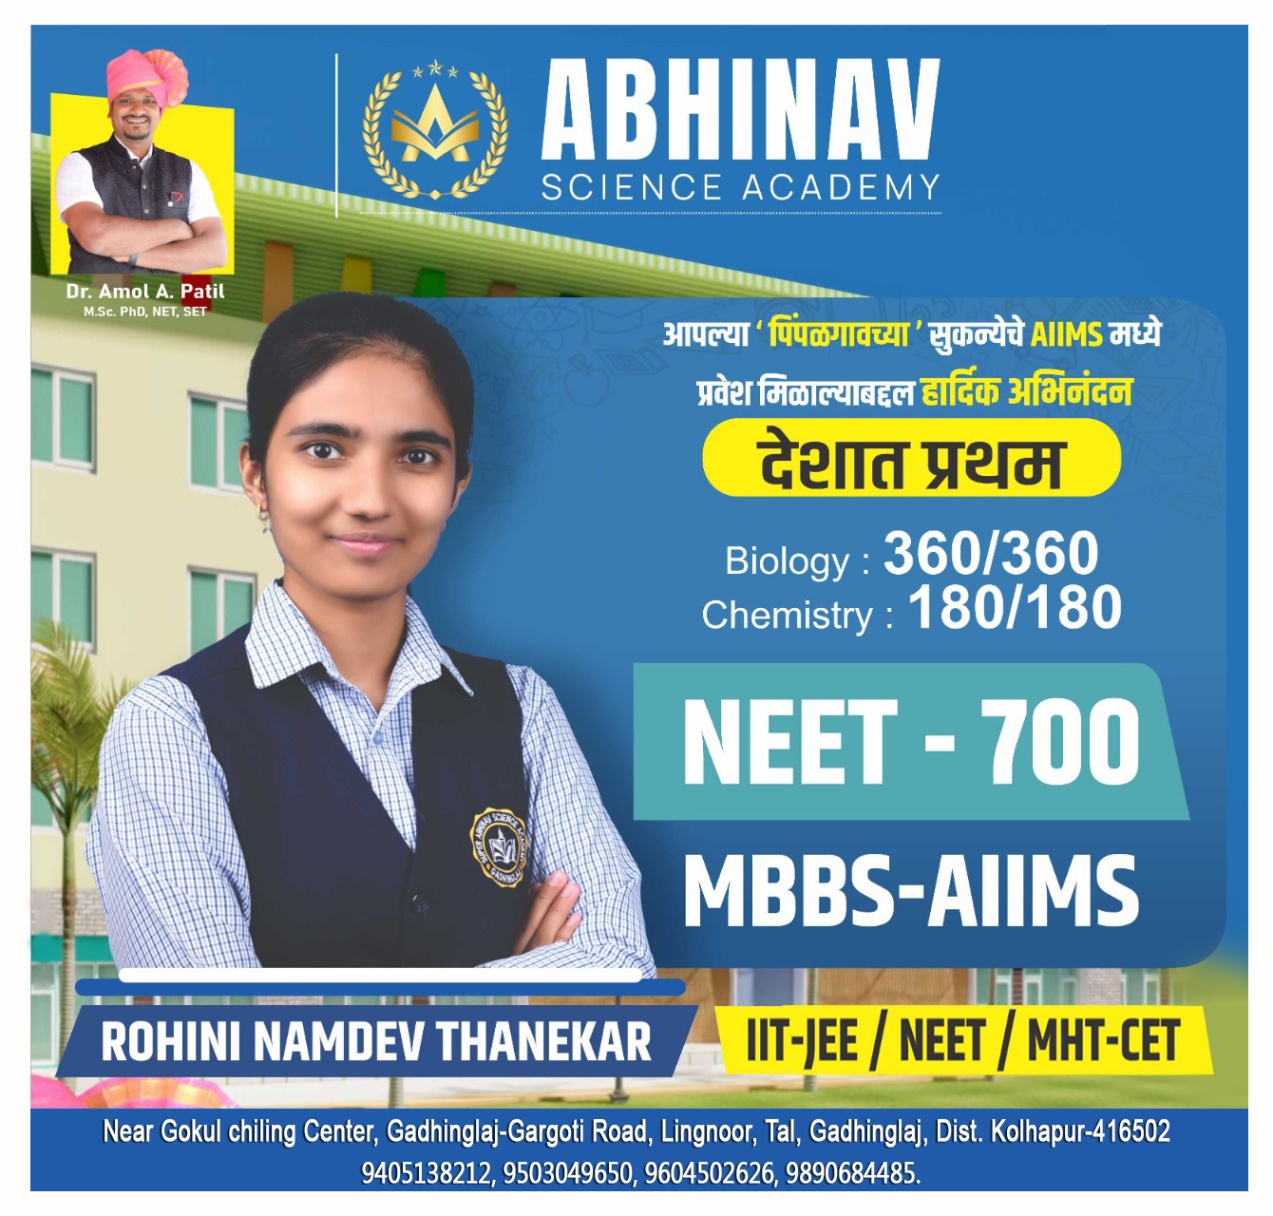 ABHINAV
SCIENCE ACADEMY
Dr. Amol A. Patil
M.Sc. PhD, NET, SET
आपल्या ‘ पिंपळगावच्या ’ सुकन्येचे AIIMS मध्ये
प्रवेश मिळाल्याबद्दल हार्दिक अभिनंदन
देशात प्रथम
Biology : 360/360
Chemistry : 180/180
NEET - 700
MBBS-AIIMS
ROHINI NAMDEV THANEKAR
IIT-JEE / NEET / MHT-CET
Near Gokul chiling Center, Gadhinglaj-Gargoti Road, Lingnoor, Tal, Gadhinglaj, Dist. Kolhapur-416502
9405138212, 9503049650, 9604502626, 9890684485.